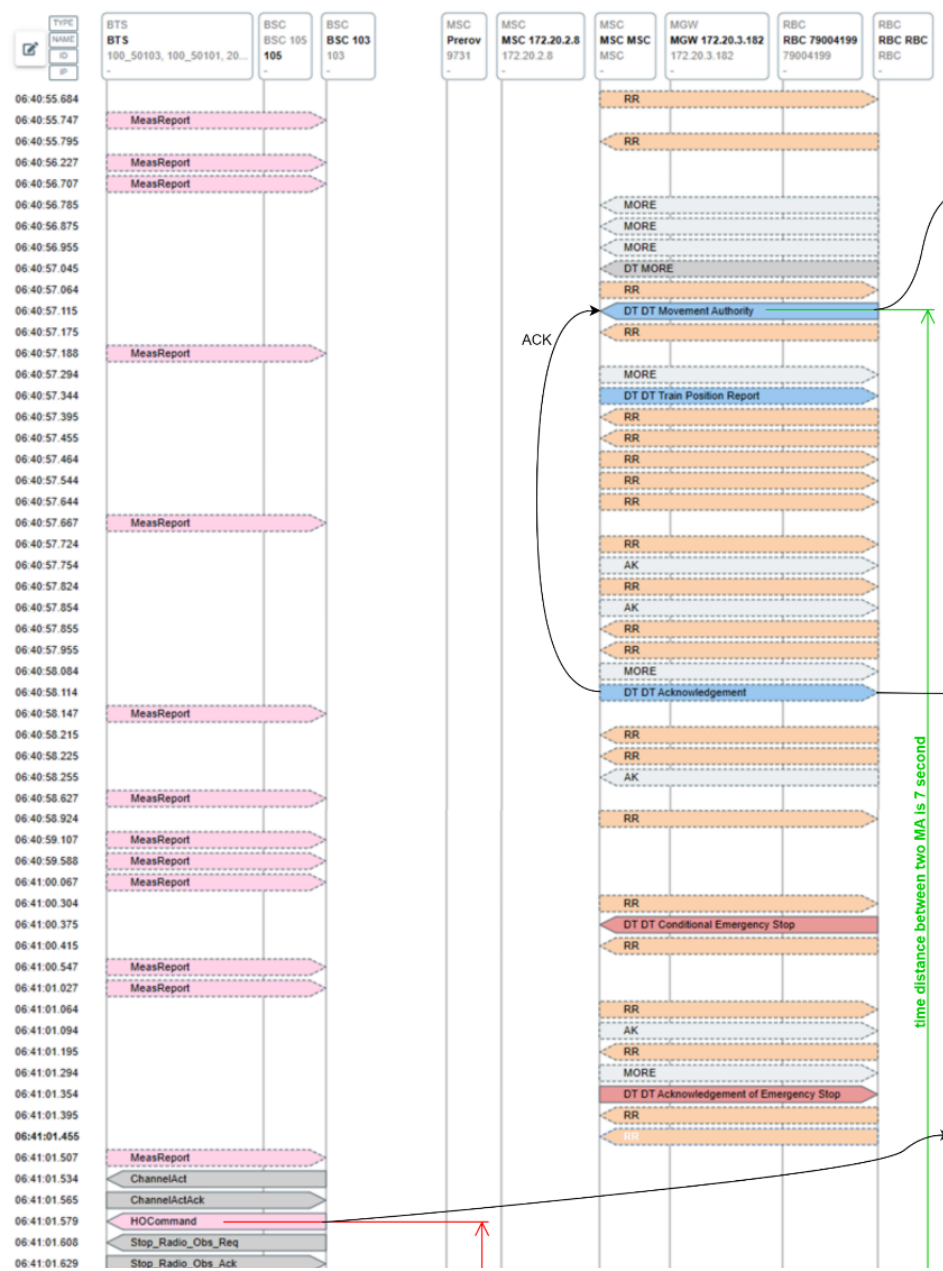 TYPE
NAME
ID
IP
BTS
BTS
100_50103, 100_50101, 20...
-
BSC
BSC 105
105
-
BSC
BSC 103
103
-
MSC
Prerov
9731
-
MSC
MSC 172.20.2.8
172.20.2.8
-
MSC
MSC MSC
MSC
-
MGW
MGW 172.20.3.182
172.20.3.182
-
RBC
RBC 79004199
79004199
-
RBC
RBC RBC
RBC
-
06:40:55.684 RR
06:40:55.747 MeasReport
06:40:55.795 RR
06:40:56.227 MeasReport
06:40:56.707 MeasReport
06:40:56.785 MORE
06:40:56.875 MORE
06:40:56.955 MORE
06:40:57.045 DT MORE
06:40:57.064 RR
06:40:57.115 DT DT Movement Authority
06:40:57.175 RR
ACK
06:40:57.188 MeasReport
06:40:57.294 MORE
06:40:57.344 DT DT Train Position Report
06:40:57.395 RR
06:40:57.455 RR
06:40:57.464 RR
06:40:57.544 RR
06:40:57.644 RR
06:40:57.667 MeasReport
06:40:57.724 RR
06:40:57.754 AK
06:40:57.824 RR
06:40:57.854 AK
06:40:57.855 RR
06:40:57.955 RR
06:40:58.084 MORE
06:40:58.114 DT DT Acknowledgement
06:40:58.147 MeasReport
06:40:58.215 RR
06:40:58.225 RR
06:40:58.255 AK
06:40:58.627 MeasReport
06:40:58.924 RR
06:40:59.107 MeasReport
06:40:59.588 MeasReport
06:41:00.067 MeasReport
06:41:00.304 RR
06:41:00.375 DT DT Conditional Emergency Stop
06:41:00.415 RR
06:41:00.547 MeasReport
06:41:01.027 MeasReport
06:41:01.064 RR
06:41:01.094 AK
06:41:01.195 RR
06:41:01.294 MORE
06:41:01.354 DT DT Acknowledgement of Emergency Stop
06:41:01.395 RR
06:41:01.455 RR
06:41:01.507 MeasReport
06:41:01.534 ChannelAct
06:41:01.565 ChannelActAck
06:41:01.579 HOCommand
06:41:01.608 Stop_Radio_Obs_Req
06:41:01.629 Stop_Radio_Obs_Ack
time distance between two MA is 7 second